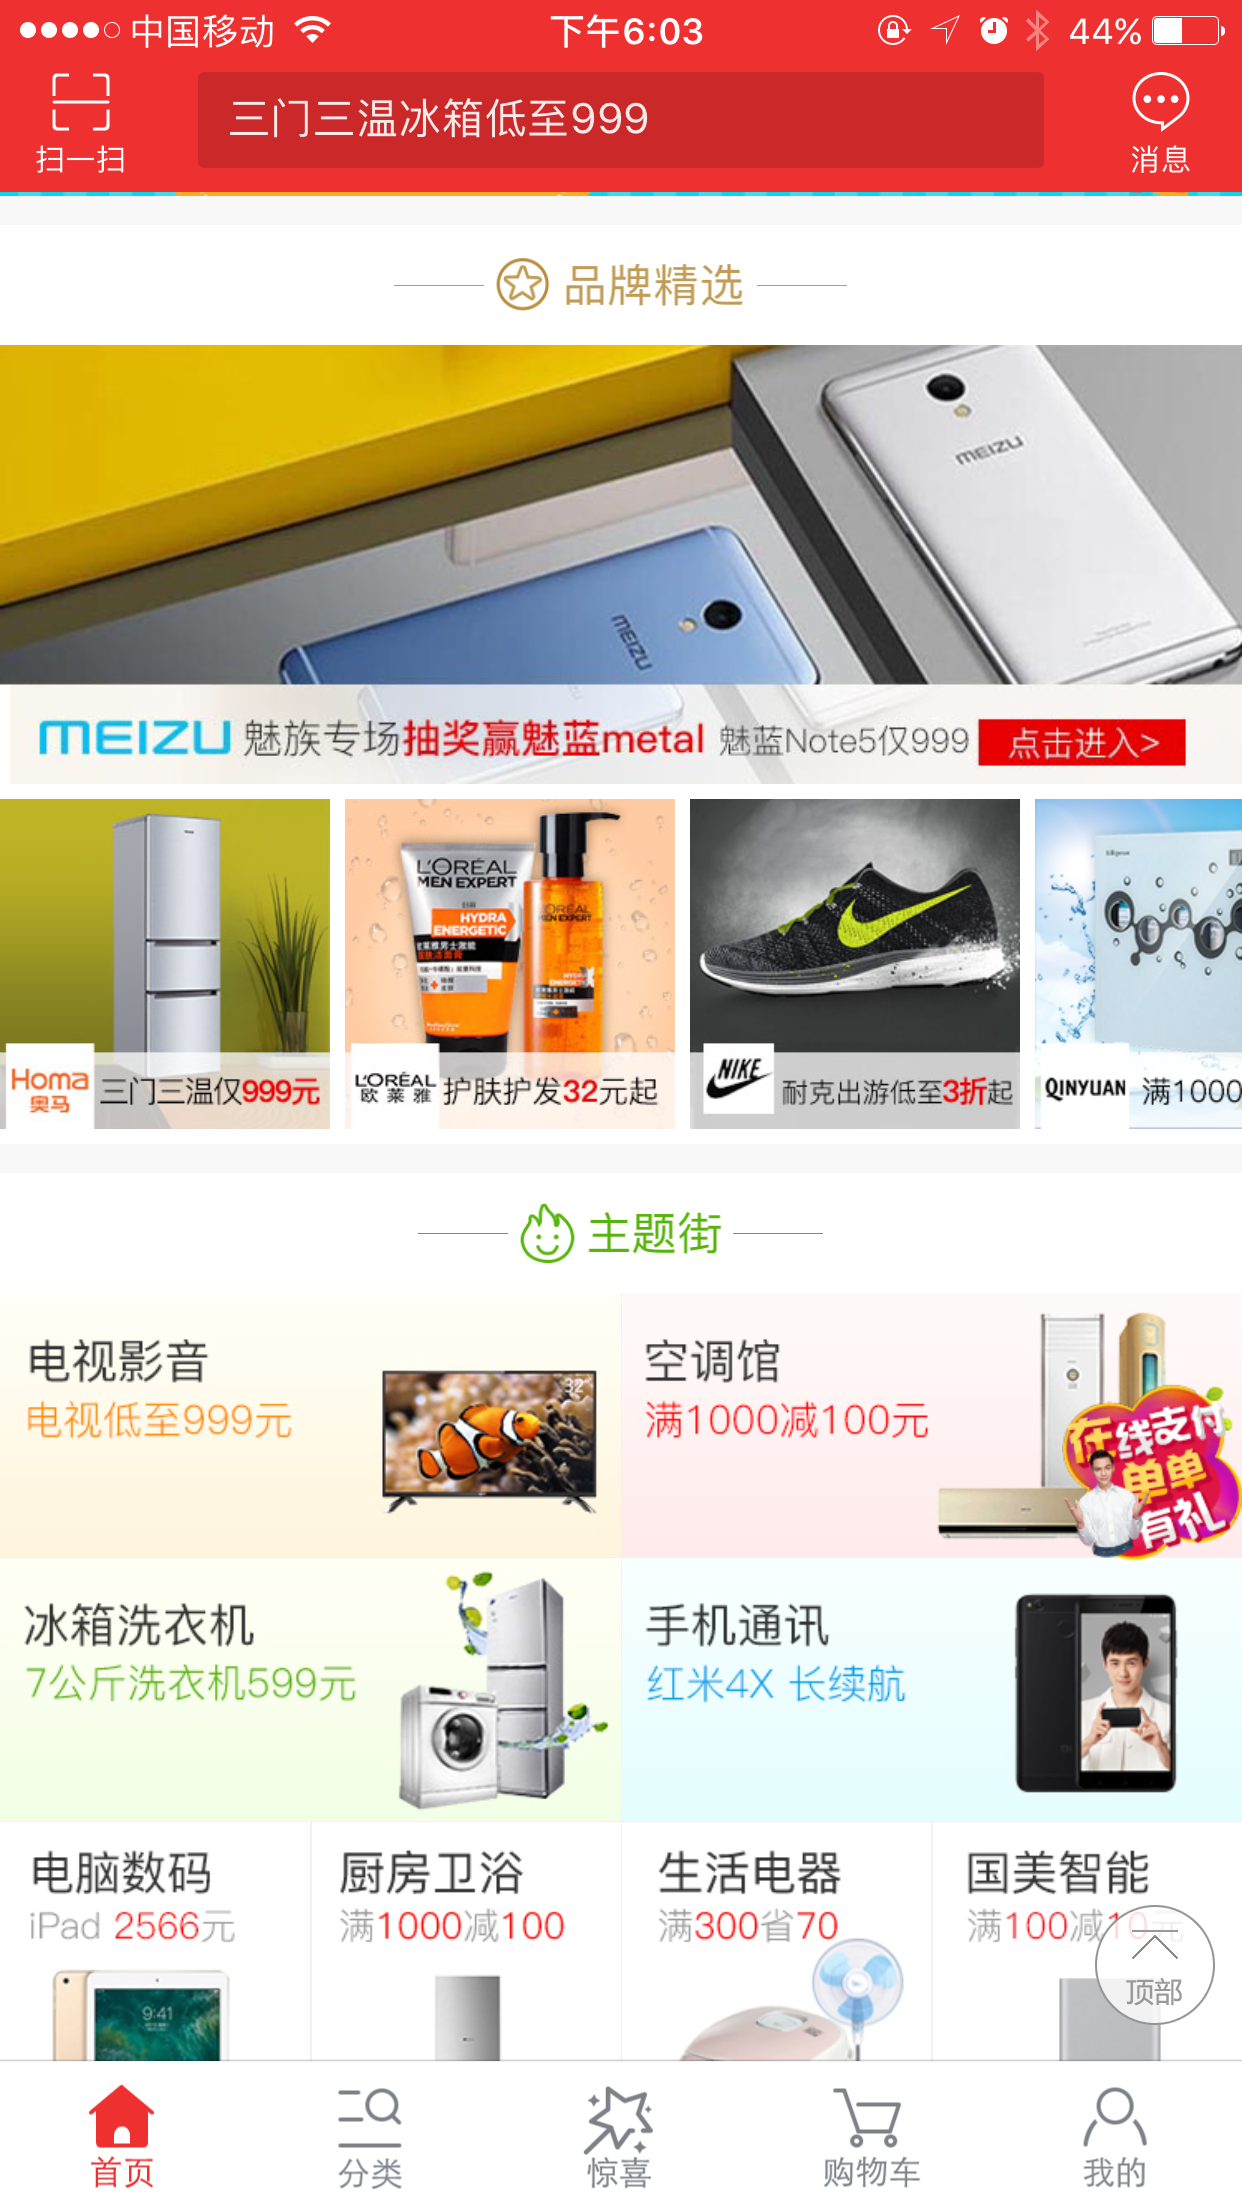 中国移动
下午6:03
44%
扫一扫
三门三温冰箱低至999
消息
品牌精选
MEIZU
MEIZU
MEIZU 魅族专场抽奖赢魅蓝metal 魅蓝Note5仅999 点击进入>
L'ORÉAL
MEN EXPERT
HYDRA
ENERGETIC
L'ORÉAL
MEN EXPERT
Homa
奥马
三门三温仅999元
L'ORÉAL
欧莱雅
护肤护发32元起
NIKE
耐克出游低至3折起
QINYUAN
满1000
主题街
电视影音
电视低至999元
32"
空调馆
满1000减100元
在线支付
单单
有礼
冰箱洗衣机
7公斤洗衣机599元
手机通讯
红米4X 长续航
电脑数码
iPad 2566元
9:41
厨房卫浴
满1000减100
生活电器
满300省70
国美智能
满100减10元
顶部
首页
分类
惊喜
购物车
我的